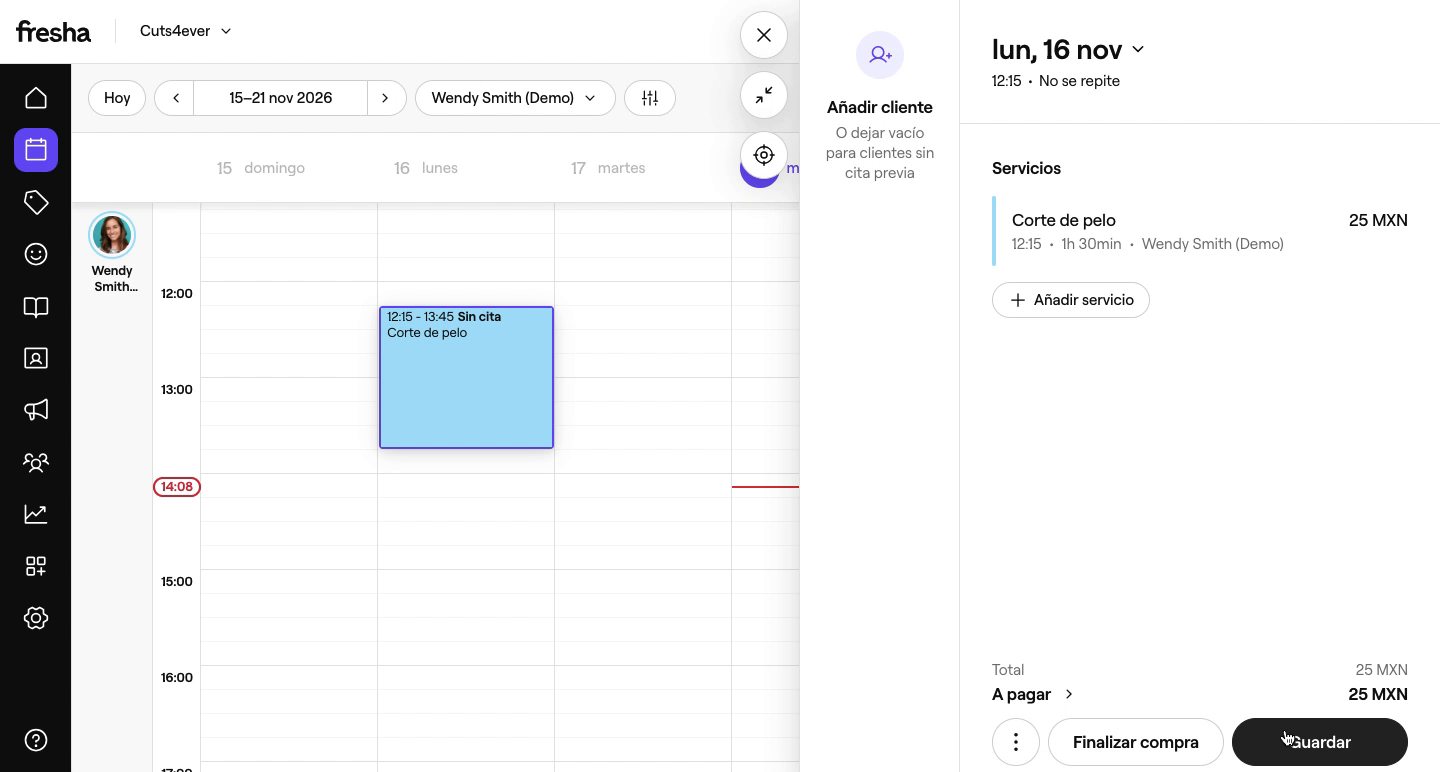 fresha
Cuts4ever
Hoy
15–21 nov 2026
Wendy Smith (Demo)
15 domingo
16 lunes
17 martes
m
Wendy
Smith...
12:00
13:00
14:08
15:00
16:00
17:00
12:15 - 13:45 Sin cita
Corte de pelo
Añadir cliente
O dejar vacío
para clientes sin
cita previa
lun, 16 nov
12:15 • No se repite
Servicios
Corte de pelo
25 MXN
12:15 • 1h 30min • Wendy Smith (Demo)
Añadir servicio
Total
25 MXN
A pagar
25 MXN
Finalizar compra
Guardar